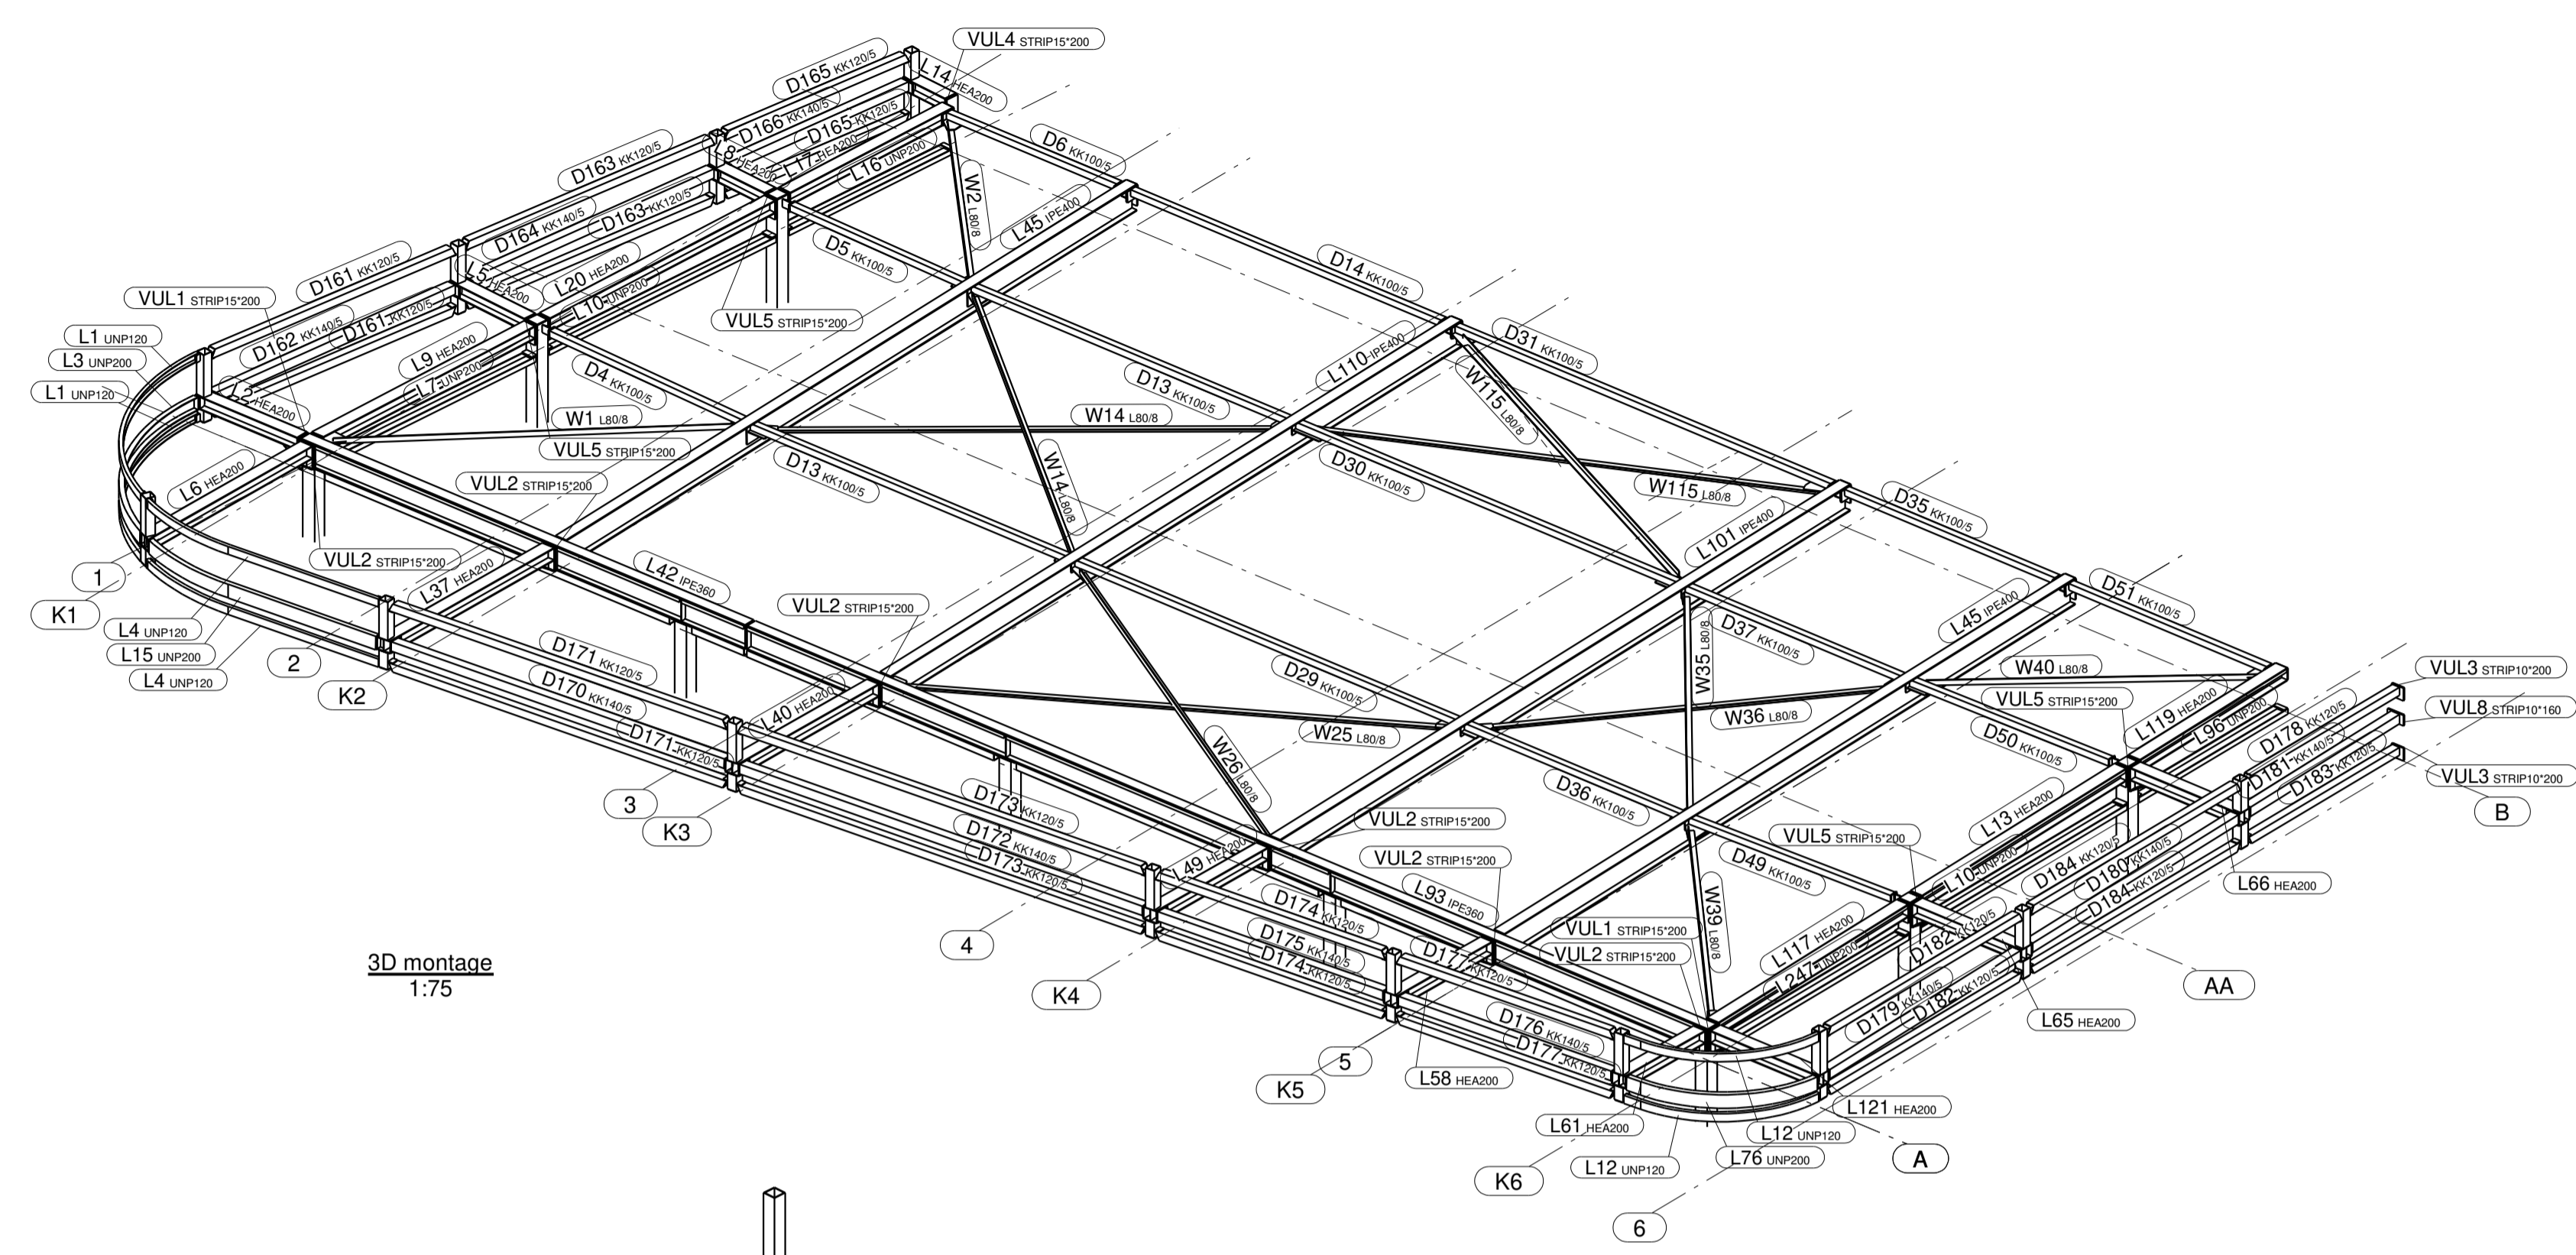 VUL4 STRIP15*200
D165 KK120/5
L14 HEA200
D166 KK140/5
D165 KK120/5
L8 HEA200
L17 HEA200
L16 UNP200
D6 KK100/5
D163 KK120/5
W2 L80/8
L45 IPE400
D164 KK140/5
D163 KK120/5
D5 KK100/5
D14 KK100/5
D161 KK120/5
L5 HEA200
L20 HEA200
L10 UNP200
VUL1 STRIP15*200
VUL5 STRIP15*200
D162 KK140/5
D161 KK120/5
L1 UNP120
L3 UNP200
L1 UNP120
L9 HEA200
L7 UNP200
L2 HEA200
D4 KK100/5
D13 KK100/5
L110 IPE400
D31 KK100/5
W1 L80/8
W14 L80/8
W115 L80/8
VUL5 STRIP15*200
L6 HEA200
VUL2 STRIP15*200
D13 KK100/5
W14 L80/8
D30 KK100/5
W115 L80/8
D35 KK100/5
L101 IPE400
VUL2 STRIP15*200
1
K1
L37 HEA200
L42 IPE360
VUL2 STRIP15*200
L4 UNP120
L15 UNP200
L4 UNP120
2
K2
D171 KK120/5
D170 KK140/5
D171 KK120/5
L40 HEA200
D29 KK100/5
W35 L80/8
D37 KK100/5
L45 IPE400
D51 KK100/5
W40 L80/8
VUL5 STRIP15*200
W25 L80/8
W36 L80/8
W26 L80/8
D50 KK100/5
L119 HEA200
L96 UNP200
D178 KK120/5
D181 KK140/5
D183 KK120/5
VUL3 STRIP10*200
VUL8 STRIP10*160
VUL3 STRIP10*200
B
3
K3
D173 KK120/5
D172 KK140/5
D173 KK120/5
D36 KK100/5
VUL2 STRIP15*200
L49 HEA200
VUL2 STRIP15*200
VUL5 STRIP15*200
D49 KK100/5
L13 HEA200
L10 UNP200
D184 KK120/5
D180 KK140/5
D184 KK120/5
L66 HEA200
4
K4
D174 KK120/5
D175 KK140/5
D174 KK120/5
L93 IPE360
VUL1 STRIP15*200
VUL2 STRIP15*200
W39 L80/8
L117 HEA200
L247 UNP200
D182 KK120/5
D179 KK140/5
D182 KK120/5
AA
L65 HEA200
3D montage
1:75
5
K5
D177 KK120/5
D176 KK140/5
D177 KK120/5
L58 HEA200
L61 HEA200
L12 UNP120
L76 UNP200
L12 UNP120
L121 HEA200
A
K6
6